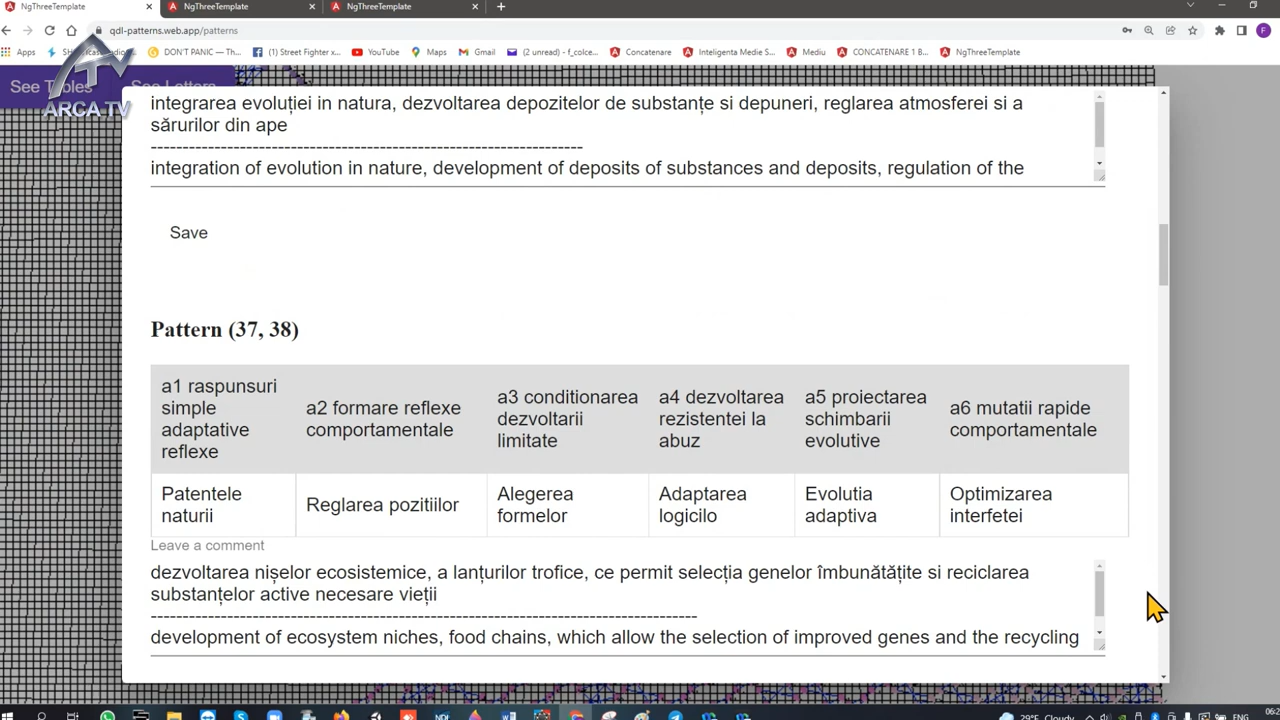 NgThreeTemplate
NgThreeTemplate
NgThreeTemplate
qdl-patterns.web.app/patterns
Apps
DON'T PANIC — Th...
(1) Street Fighter x...
YouTube
Maps
Gmail
(2 unread) - f_colce...
Concatenare
Inteligenta Medie S...
Mediu
CONCATENARE 1 B...
NgThreeTemplate
See Tables
See Letters
ARCA TV
integrarea evoluției in natura, dezvoltarea depozitelor de substanțe si depuneri, reglarea atmosferei si a
sărurilor din ape
----------------------------------------------------------------
integration of evolution in nature, development of deposits of substances and deposits, regulation of the
Save
Pattern (37, 38)
a1 raspunsuri
simple
adaptative
reflexe
a2 formare reflexe
comportamentale
a3 conditionarea
dezvoltarii
limitate
a4 dezvoltarea
rezistentei la
abuz
a5 proiectarea
schimbarii
evolutive
a6 mutatii rapide
comportamentale
Patentele
naturii
Reglarea pozitiilor
Alegerea
formelor
Adaptarea
logicilo
Evolutia
adaptiva
Optimizarea
interfetei
Leave a comment
dezvoltarea nișelor ecosistemice, a lanțurilor trofice, ce permit selecția genelor îmbunătățite si reciclarea
substanțelor active necesare vieții
----------------------------------------------------------------------------
development of ecosystem niches, food chains, which allow the selection of improved genes and the recycling
29°F Cloudy
ENG